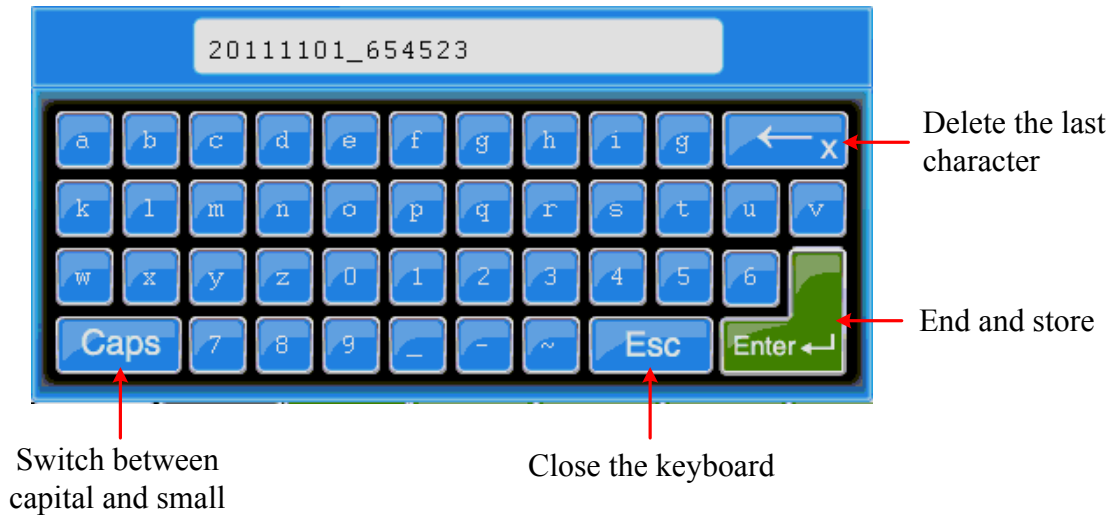 20111101_654523
a b c d e f g h i g ←x
k l m n o p q r s t u v
w x y z 0 1 2 3 4 5 6
Caps 7 8 9 _ - ~ Esc Enter
Delete the last
character
End and store
Switch between
capital and small
Close the keyboard